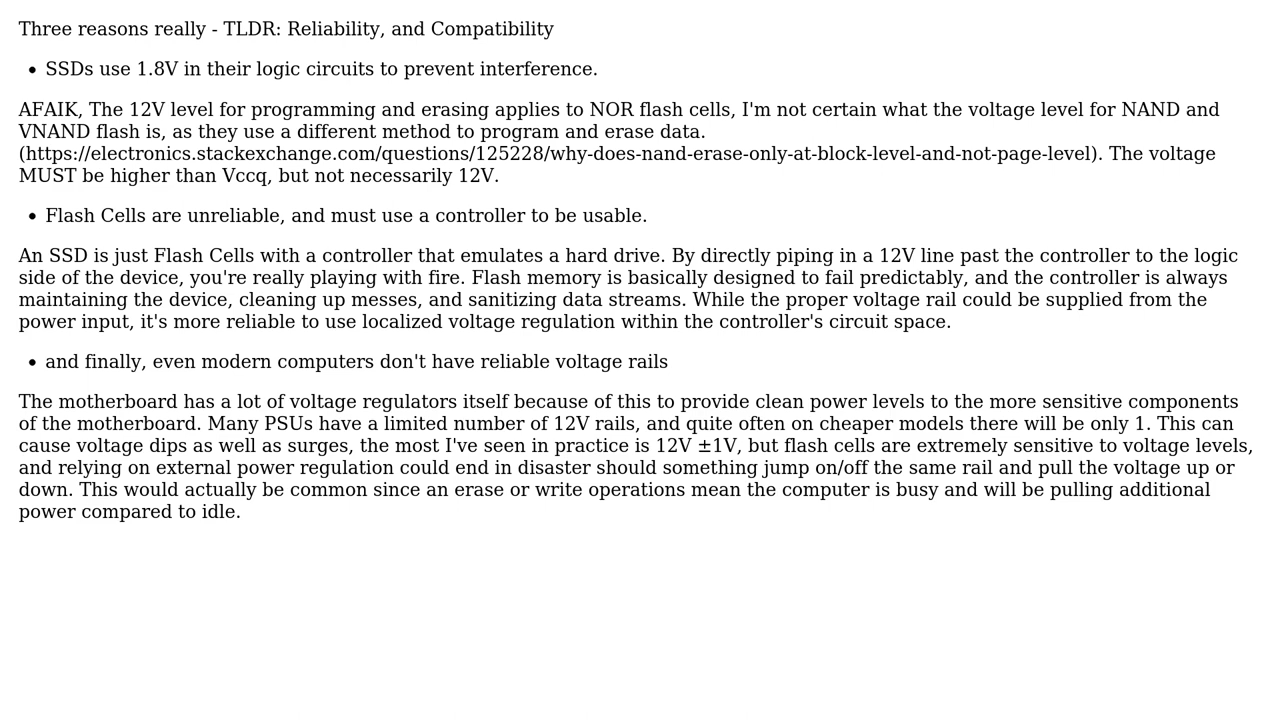 Three reasons really - TLDR: Reliability, and Compatibility
• SSDs use 1.8V in their logic circuits to prevent interference.
AFAIK, The 12V level for programming and erasing applies to NOR flash cells, I'm not certain what the voltage level for NAND and
VNAND flash is, as they use a different method to program and erase data.
(https://electronics.stackexchange.com/questions/125228/why-does-nand-erase-only-at-block-level-and-not-page-level). The voltage
MUST be higher than Vccq, but not necessarily 12V.
• Flash Cells are unreliable, and must use a controller to be usable.
An SSD is just Flash Cells with a controller that emulates a hard drive. By directly piping in a 12V line past the controller to the logic
side of the device, you're really playing with fire. Flash memory is basically designed to fail predictably, and the controller is always
maintaining the device, cleaning up messes, and sanitizing data streams. While the proper voltage rail could be supplied from the
power input, it's more reliable to use localized voltage regulation within the controller's circuit space.
• and finally, even modern computers don't have reliable voltage rails
The motherboard has a lot of voltage regulators itself because of this to provide clean power levels to the more sensitive components
of the motherboard. Many PSUs have a limited number of 12V rails, and quite often on cheaper models there will be only 1. This can
cause voltage dips as well as surges, the most I've seen in practice is 12V ±1V, but flash cells are extremely sensitive to voltage levels,
and relying on external power regulation could end in disaster should something jump on/off the same rail and pull the voltage up or
down. This would actually be common since an erase or write operations mean the computer is busy and will be pulling additional
power compared to idle.